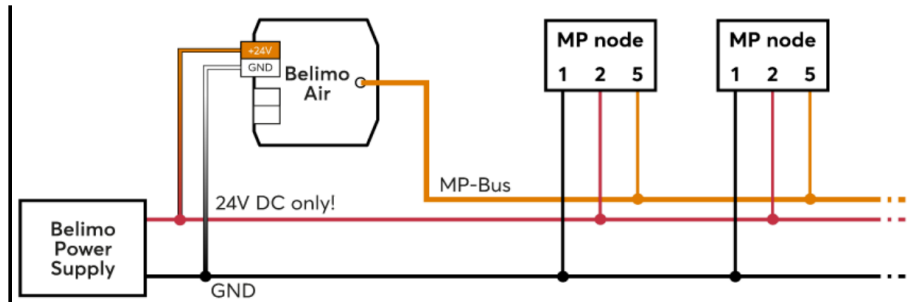 MP node
1 2 5
MP node
1 2 5
+24V
GND
Belimo
Air
MP-Bus
24V DC only!
Belimo
Power
Supply
GND